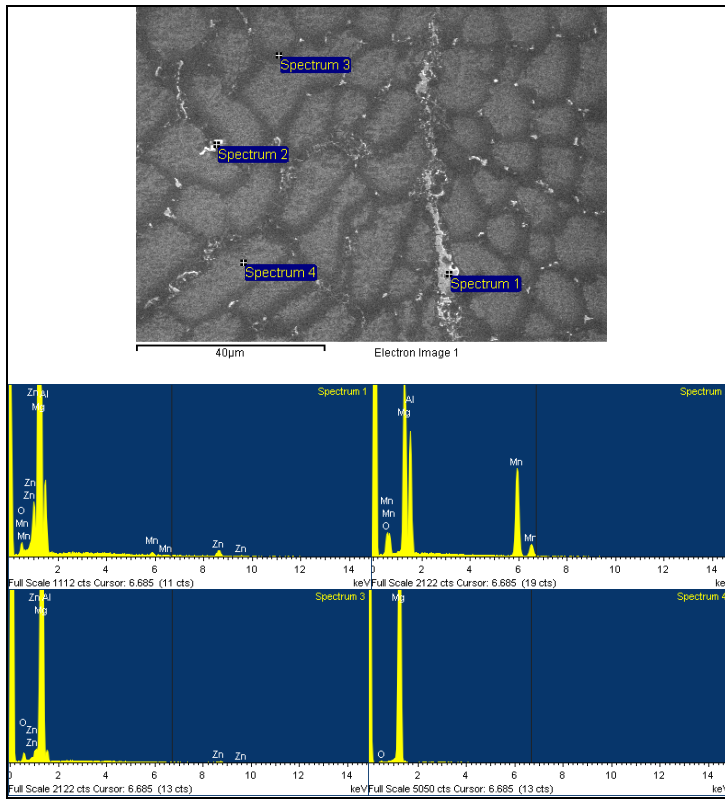 Spectrum 3
Spectrum 2
Spectrum 4
Spectrum 1
40µm Electron Image 1
Spectrum 1
Zn Al
Mg
Zn
O Zn
Mn
Mn
Mn
Mn
Zn
Zn
0 2 4 6 8 10 12 14
Full Scale 1112 cts Cursor: 6.685 (11 cts) keV
Spectrum
Al
Mg
Mn
Mn
Mn
O
Mn
0 2 4 6 8 10 12 14
Full Scale 2122 cts Cursor: 6.685 (19 cts) keV
Spectrum 3
Zn Al
Mg
O
Zn
Zn
Zn
Zn
0 2 4 6 8 10 12 14
Full Scale 2122 cts Cursor: 6.685 (13 cts) keV
Spectrum 4
Mg
O
0 2 4 6 8 10 12 14
Full Scale 5050 cts Cursor: 6.685 (13 cts) keV